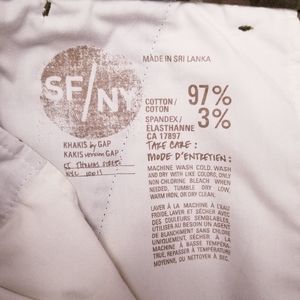 MADE IN SRI LANKA
SF/NY
COTTON/ 97%
SPANDEX/ 3%
ELASTHANNE
CA 17897
KHAKIS by GAP
KAKIS version GAP
NYC 10011
TAKE CARE:
MODE D'ENTRETIEN:
MACHINE WASH COLD. WASH
AND DRY WITH LIKE COLORS, ONLY
NON-CHLORINE BLEACH WHEN
NEEDED, TUMBLE DRY LOW,
WARM IRON, OR DRY CLEAN.
LAVER À LA MACHINE À L'EAU
FROIDE, LAVER ET SÉCHER AVEC
DES COULEURS SEMBLABLES,
UTILISER AU BESOIN UN AGENT
DE BLANCHIMENT SANS CHLORE
UNIQUEMENT, SÉCHER À LA
MACHINE À BASSE TEMPÉRA-
TURE, REPASSER À TEMPÉRATURE
MOYENNE, OU NETTOYER À SEC.